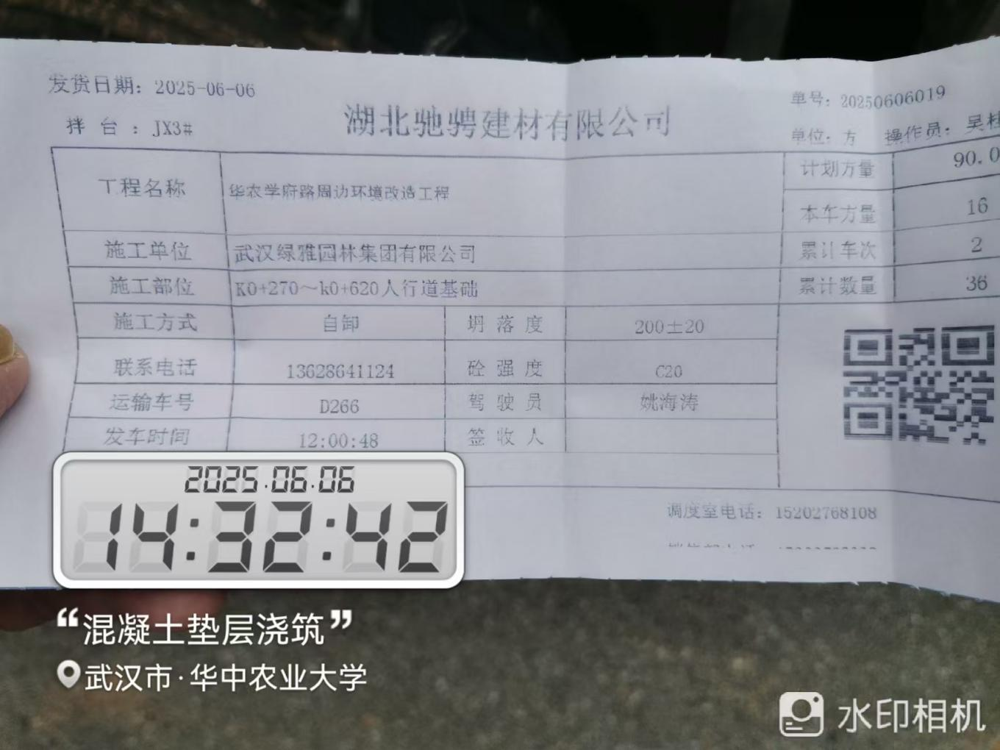 发货日期：2025-06-06
单号：20250606019
拌 台 ：JX3#
湖北驰骋建材有限公司
单位：方 操作员：吴桂
工程名称 华农学府路周边环境改造工程 计划方量 90.0
本车方量 16
施工单位 武汉绿雅园林集团有限公司 累计车次 2
施工部位 K0+270～k0+620人行道基础 累计数量 36
施工方式 自卸 坍 落 度 200±20
联系电话 13628641124 砼 强 度 C20
运输车号 D266 驾 驶 员 姚海涛
发车时间 12:00:48 签 收 人
调度室电话：15202768108
2025.06.06
14:32:42
“混凝土垫层浇筑”
武汉市·华中农业大学
水印相机